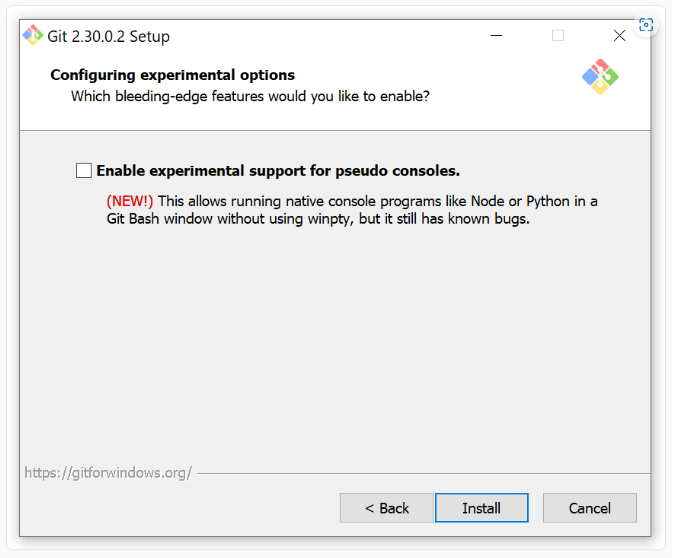 Git 2.30.0.2 Setup
Configuring experimental options
Which bleeding-edge features would you like to enable?
Enable experimental support for pseudo consoles.
(NEW!) This allows running native console programs like Node or Python in a
Git Bash window without using winpty, but it still has known bugs.
https://gitforwindows.org/
< Back Install Cancel